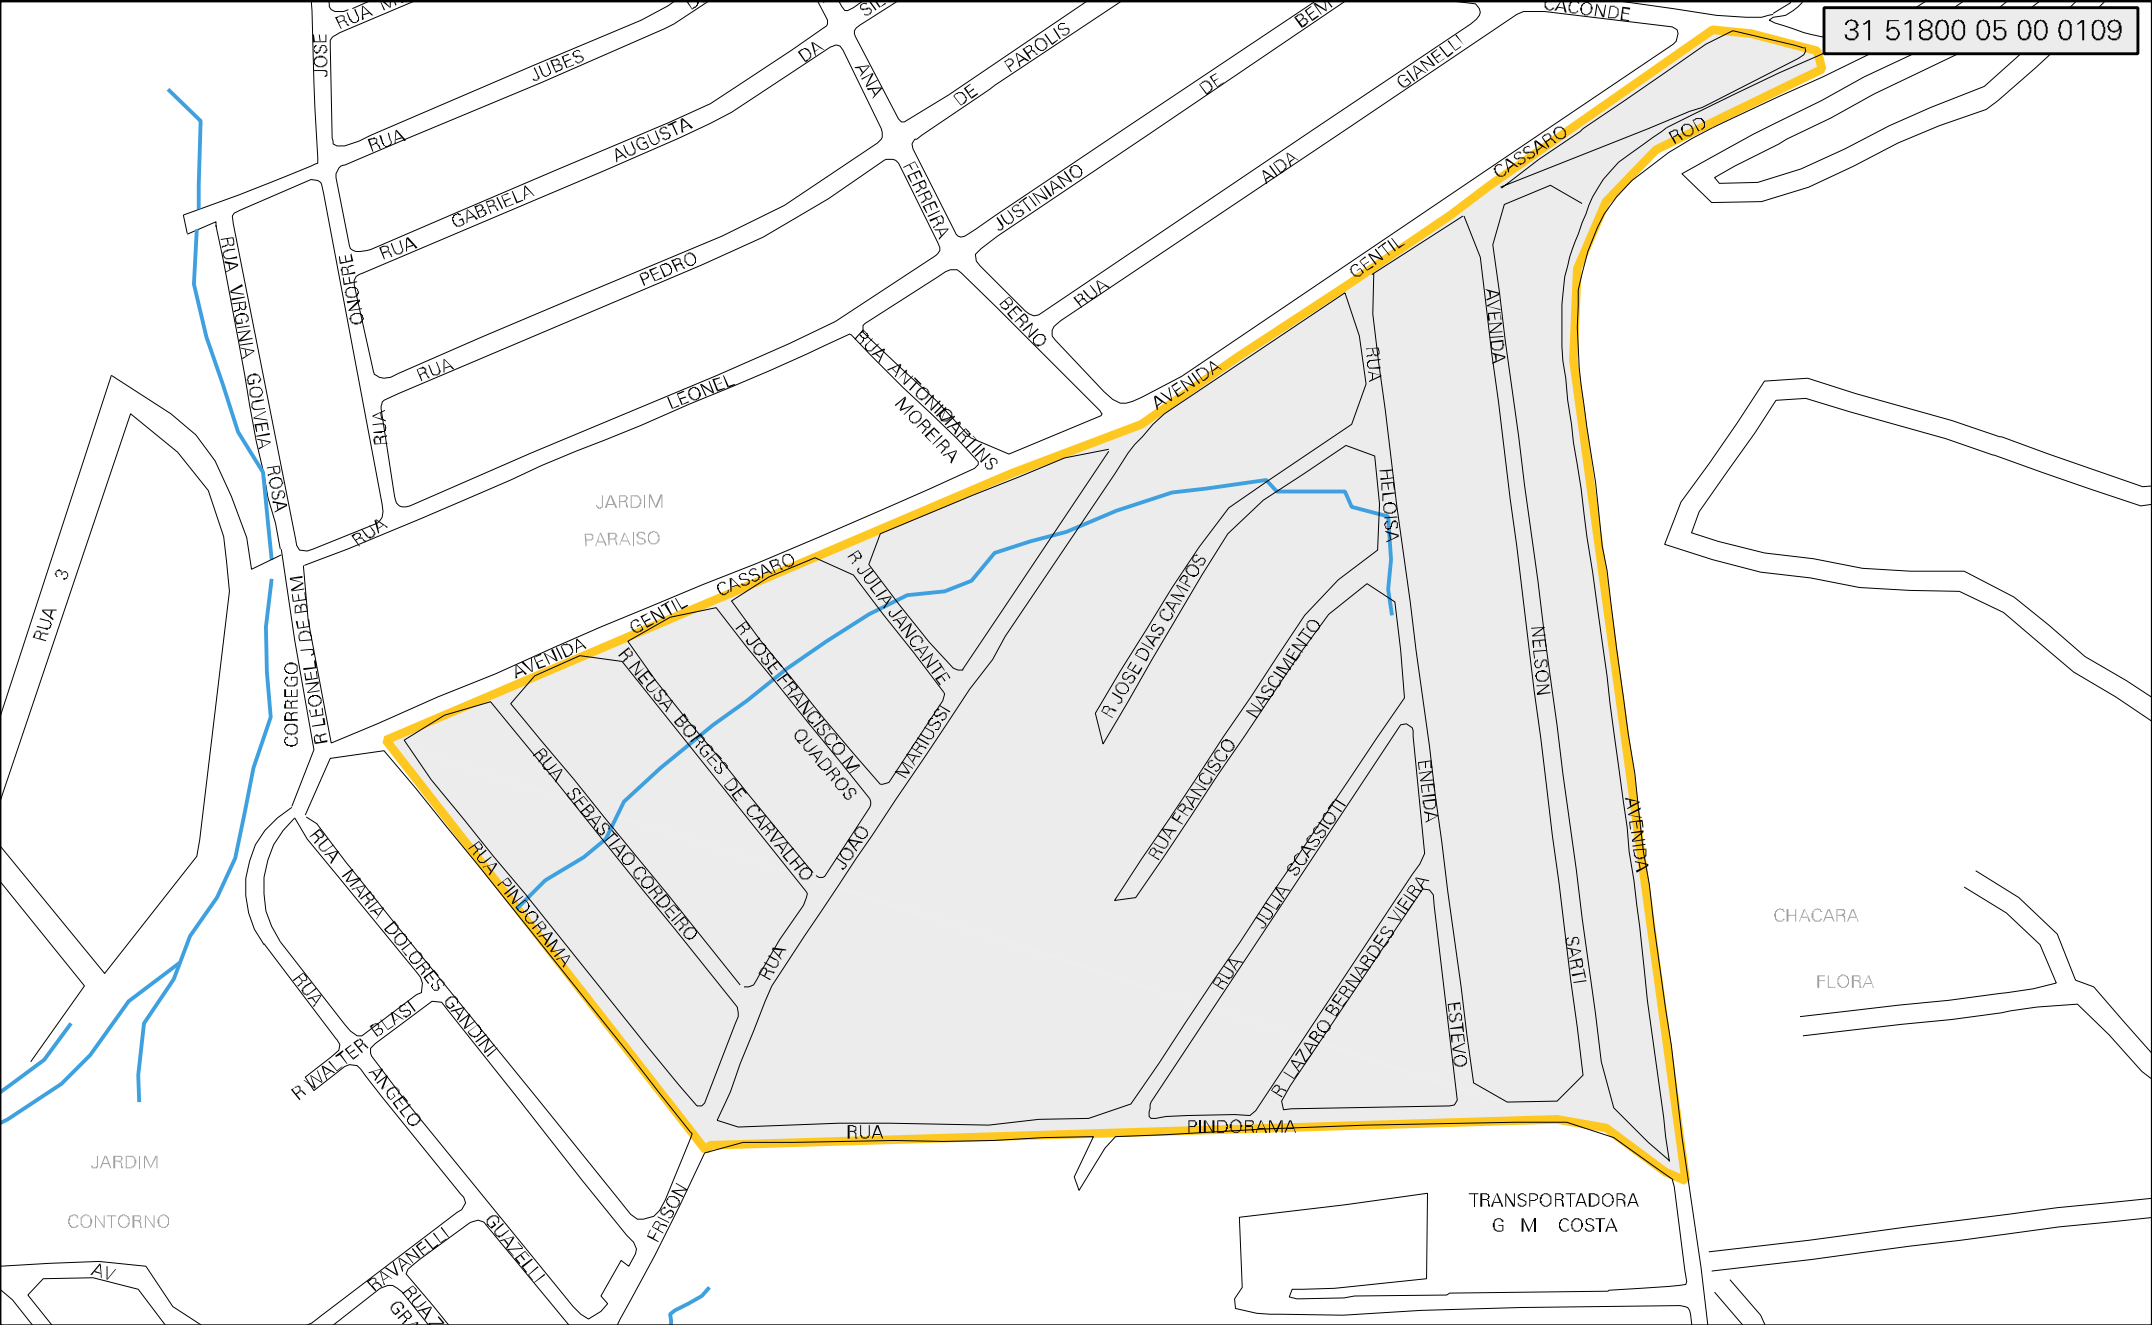 31 51800 05 00 0109
JOSE
RUA
JUBES
DA
ANA
DE PAROLIS
DE
BEM
GIANELLI
CACONDE
RUA
GABRIELA
AUGUSTA
RUA
PEDRO
RUA
FERREIRA
JUSTINIANO
AIDA
RUA
CASSARO
ROD
GENTIL
AVENIDA
ONOFRE
RUA
BERNO
RUA VIRGINIA GOUVEIA ROSA
LEONEL
RUA
RUA ANTONIO MARTINS
MOREIRA
JARDIM
PARAISO
RUA 3
CORREGO
R LEONEL J DE BEM
AVENIDA GENTIL CASSARO
R JULIA JANCANTE
R JOSE FRANCISCO M
QUADROS
R NEUSA BORGES DE CARVALHO
RUA SEBASTIAO CORDEIRO
RUA PINDORAMA
RUA JOAO MARIUSSI
R JOSE DIAS CAMPOS
RUA FRANCISCO NASCIMENTO
RUA JULIA SCASSIOTI
R LAZARO BERNARDES VIEIRA
RUA HELOISA ENEIDA ESTEVO
AVENIDA NELSON SARTI
AVENIDA
CHACARA
FLORA
RUA MARIA DOLORES GANDINI
RUA ANGELO GUAZELLI
R WALTER BLASI
RUA PINDORAMA
FRISON
JARDIM
CONTORNO
AV
RAVANELLI
RUA
TRANSPORTADORA
G M COSTA